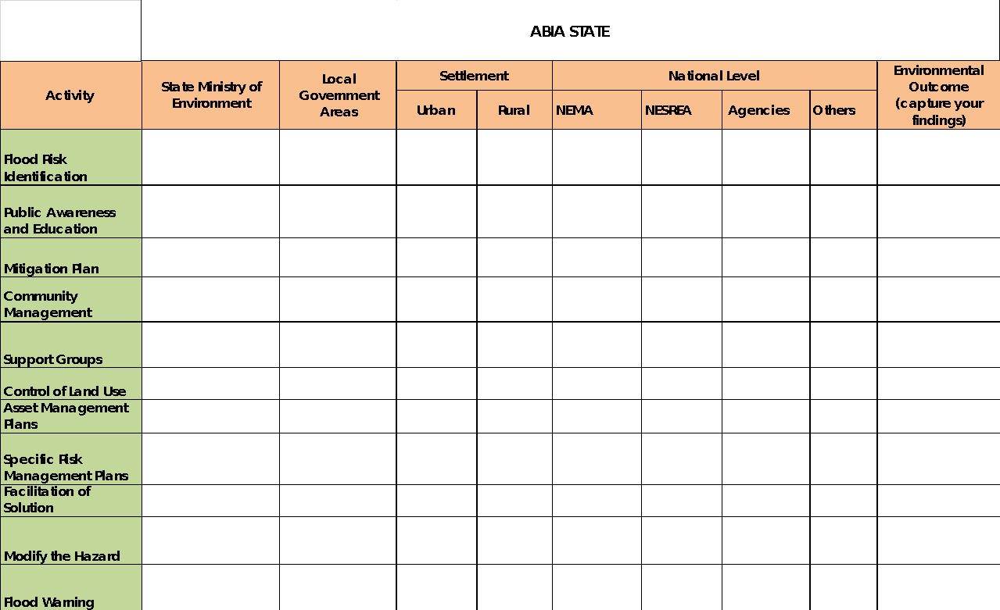 ABIA STATE
Activity
State Ministry of
Environment
Local
Government
Areas
Settlement
National Level
Environmental
Outcome
(capture your
findings)
Urban
Rural
NEMA
NESREA
Agencies
Others
Flood Risk
Identification
Public Awareness
and Education
Mitigation Plan
Community
Management
Support Groups
Control of Land Use
Asset Management
Plans
Specific Risk
Management Plans
Facilitation of
Solution
Modify the Hazard
Flood Warning